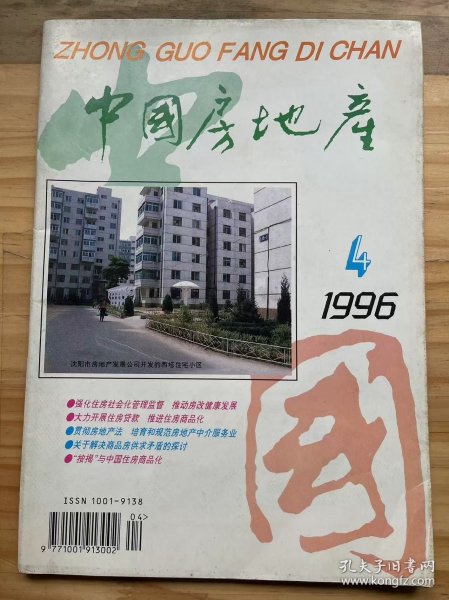 ZHONG GUO FANG DI CHAN
中國房地產
4
1996
沈阳市房地产发展公司开发的西塔住宅小区
●强化住房社会化管理监督 推动房改健康发展
●大力开展住房贷款 推进住房商品化
●贯彻房地产法 培育和规范房地产中介服务业
●关于解决商品房供求矛盾的探讨
●“按揭”与中国住房商品化
ISSN 1001-9138
04>
9 771001 913002
中
国
孔夫子旧书网
kongfz.com